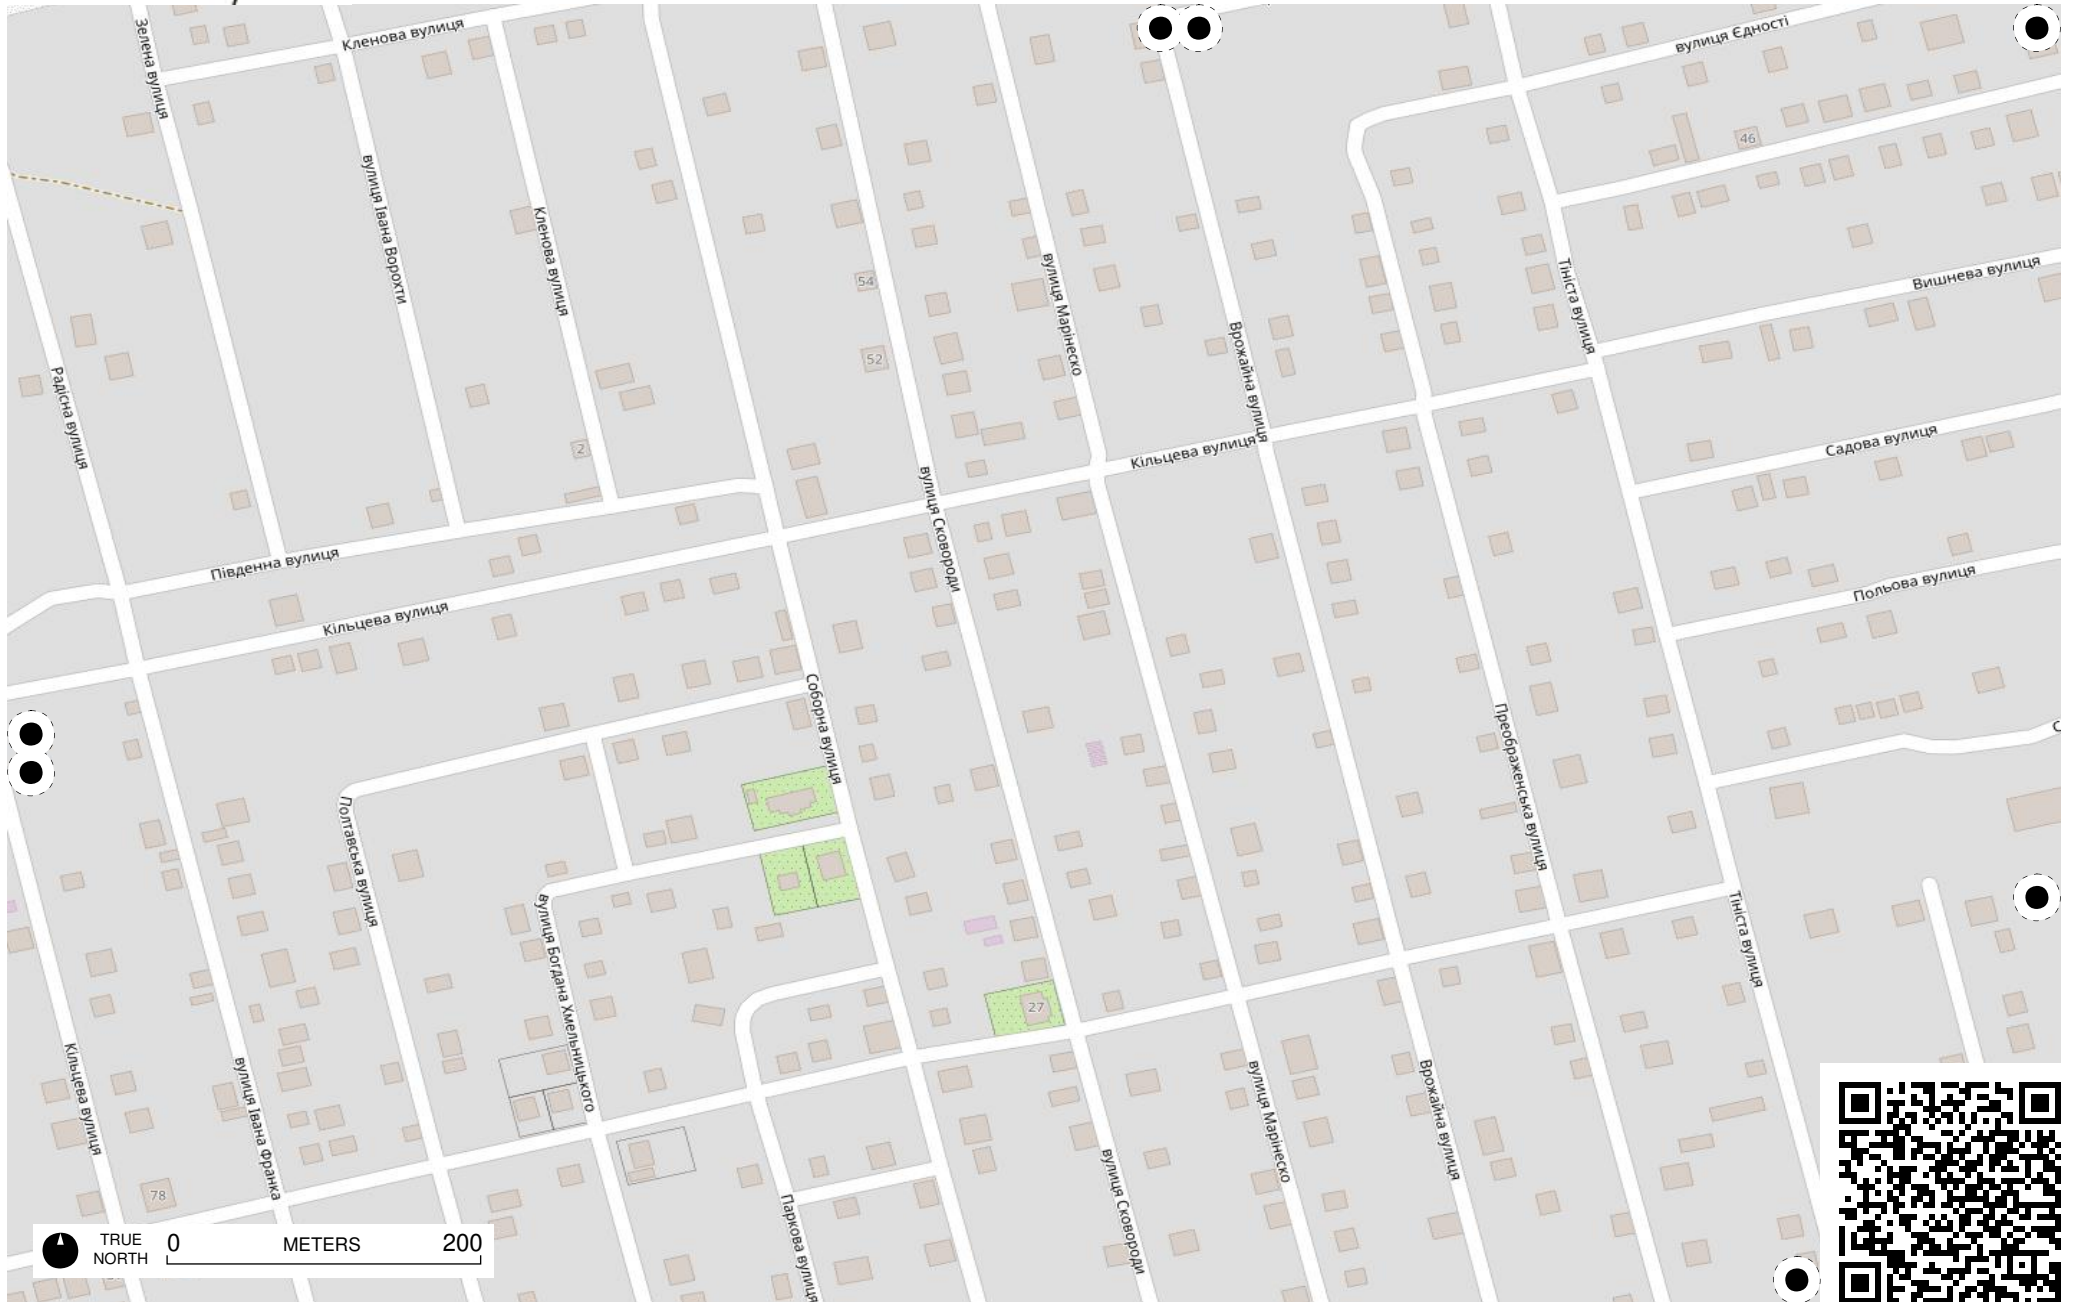 Зелена вулиця
Кленова вулиця
вулиця Єдності
46
вулиця Івана Ворохти
Кленова вулиця
54
52
вулиця Марінеско
Тініста вулиця
Вишнева вулиця
Радісна вулиця
Врожайна вулиця
2
Кільцева вулиця
Садова вулиця
вулиця Сковороди
Південна вулиця
Польова вулиця
Кільцева вулиця
Соборна вулиця
Преображенська вулиця
С
Полтавська вулиця
вулиця Богдана Хмельницького
Тініста вулиця
27
Кільцева вулиця
вулиця Івана Франка
вулиця Марінеско
Врожайна вулиця
вулиця Сковороди
78
Паркова вулиця
TRUE NORTH
0 METERS 200